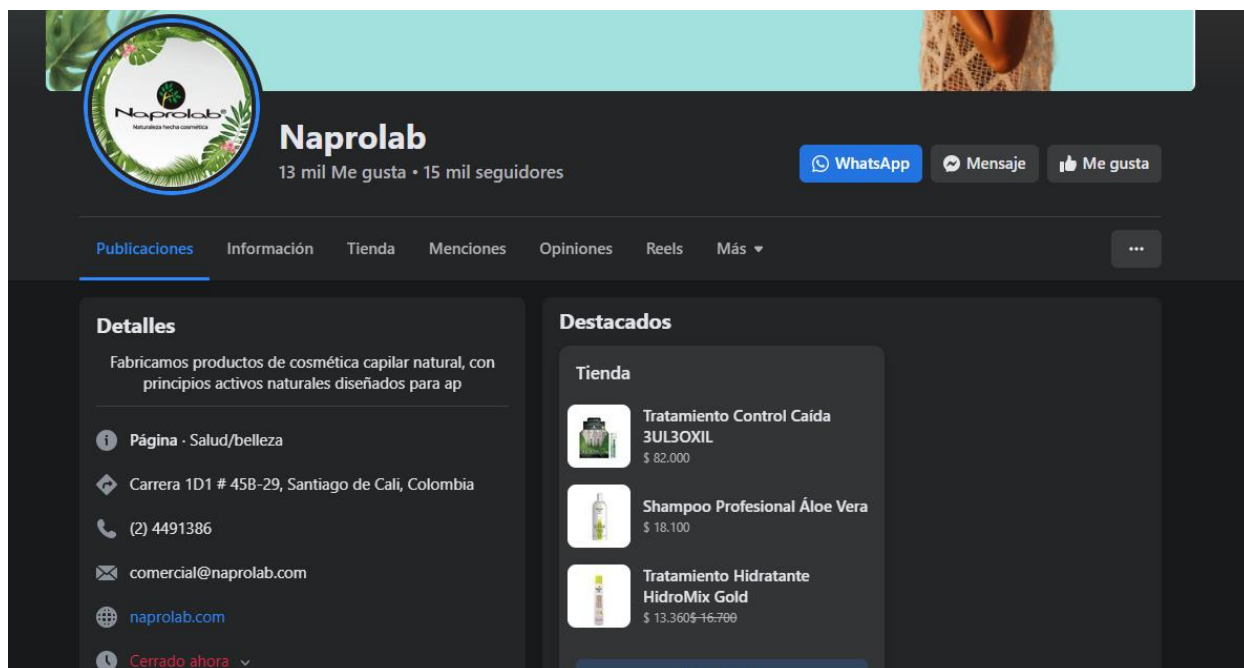 Naprolab
Naturaleza hecha cosmética
Naprolab
13 mil Me gusta • 15 mil seguidores
WhatsApp
Mensaje
Me gusta
Publicaciones
Información
Tienda
Menciones
Opiniones
Reels
Más
Detalles
Fabricamos productos de cosmética capilar natural, con
principios activos naturales diseñados para ap
Página · Salud/belleza
Carrera 1D1 # 45B-29, Santiago de Cali, Colombia
(2) 4491386
comercial@naprolab.com
naprolab.com
Cerrado ahora
Destacados
Tienda
Tratamiento Control Caída
3UL3OXIL
$ 82.000
Shampoo Profesional Áloe Vera
$ 18.100
Tratamiento Hidratante
HidroMix Gold
$ 13.360$ 16.700